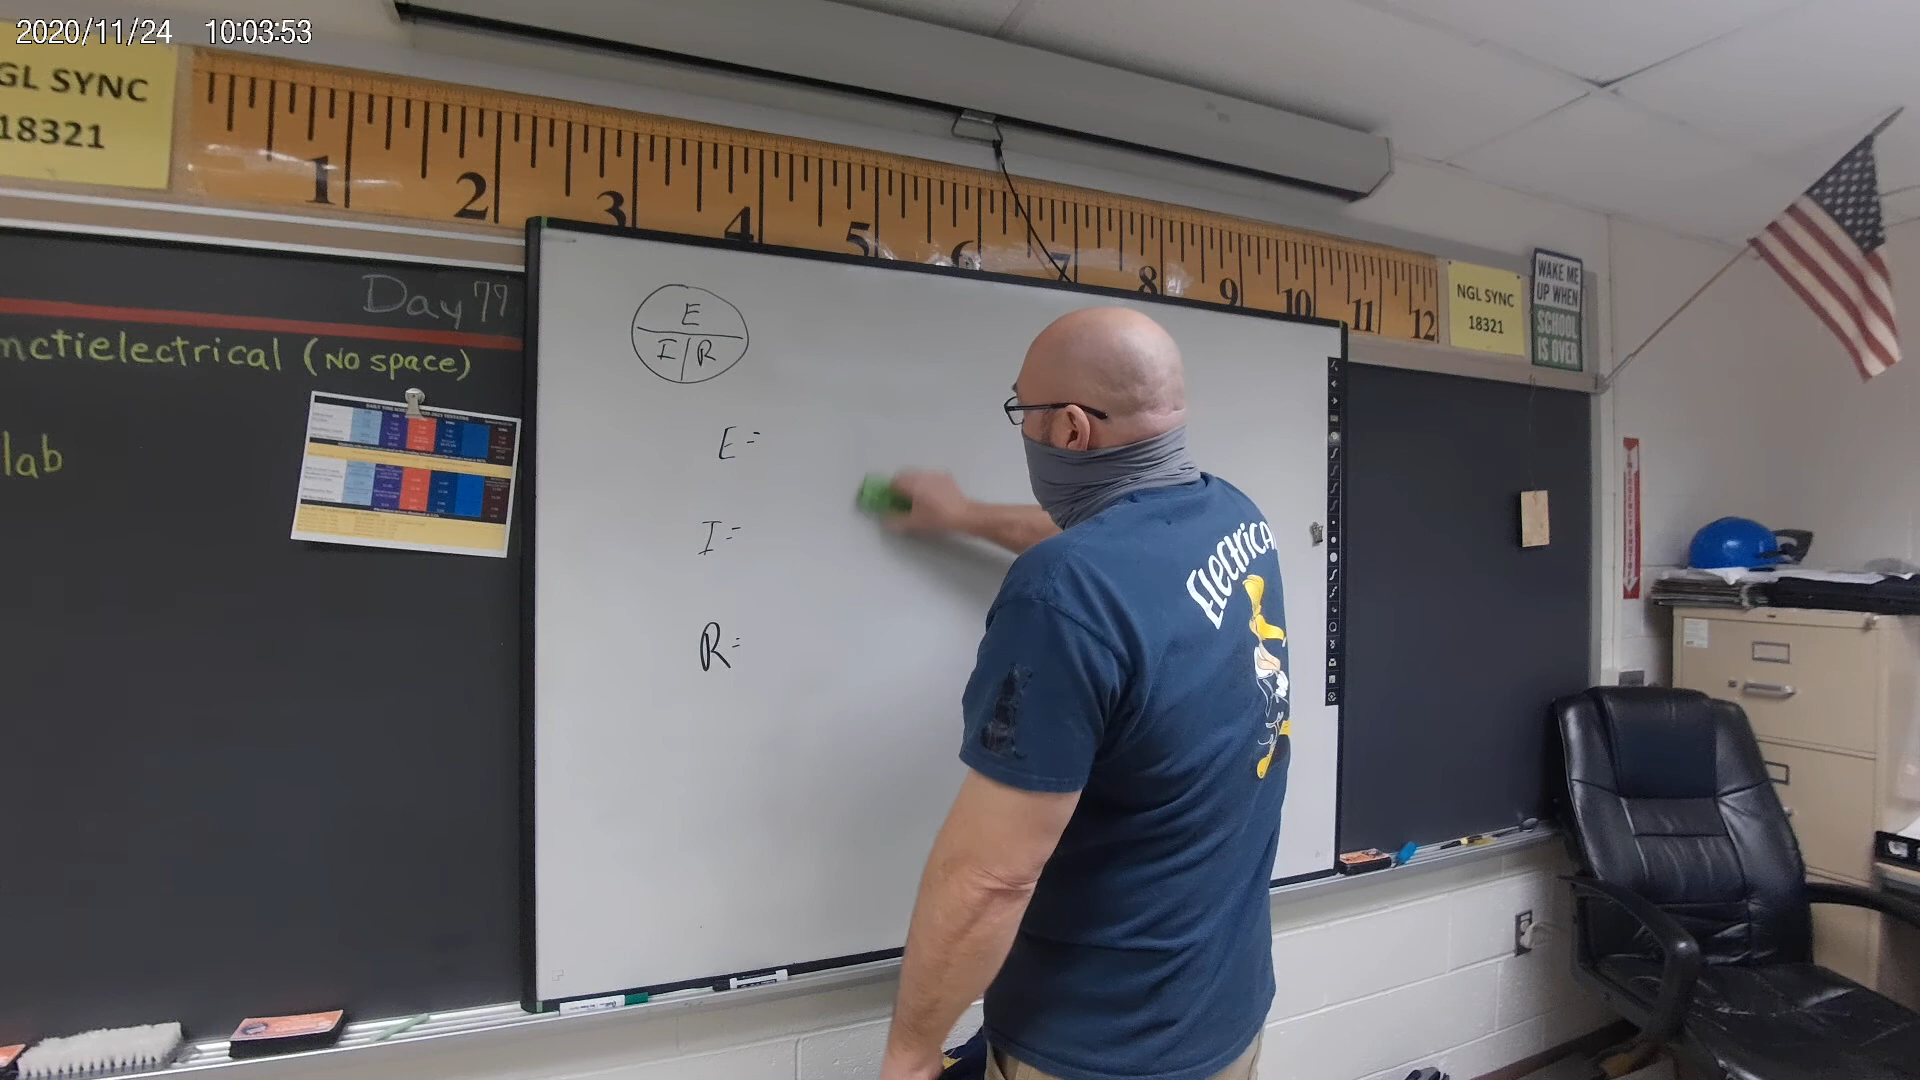 2020/11/24 10:03:53
GL SYNC
18321
1 2 3 4 5 6 7 8 9 10 11 12
NGL SYNC
18321
WAKE ME
UP WHEN
SCHOOL
IS OVER
Day 77
nctielectrical (No space)
lab
E
I R
E=
I=
R=
Electrica